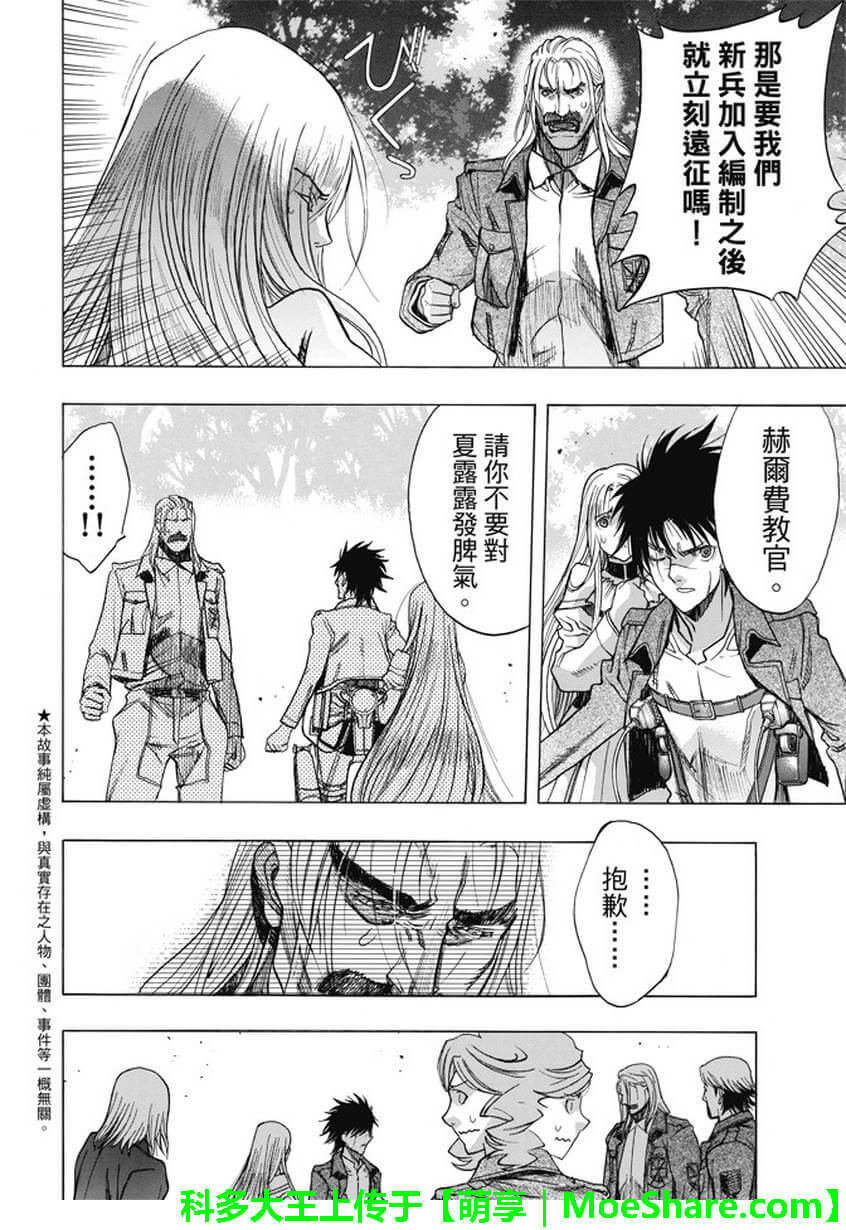 那是要我們
新兵加入編制之後
就立刻遠征嗎！
びくっ
赫爾費教官。
請你不要對
夏露露發脾氣。
……!!
……
抱歉……
★本故事純屬虛構，與真實存在之人物、團體、事件等一概無關。
科多大王上传于【萌享｜MoeShare.com】